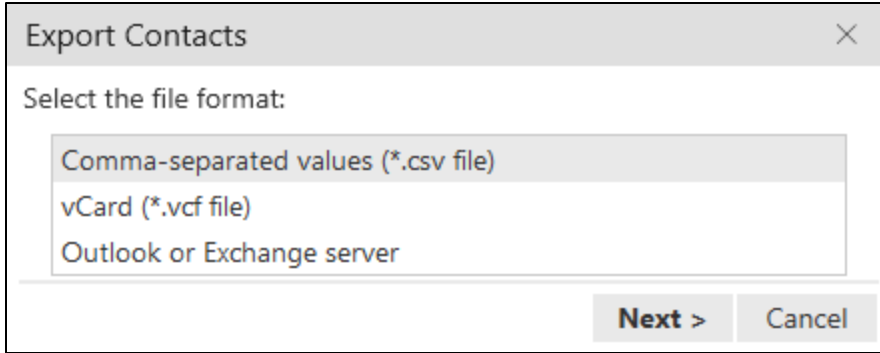 Export Contacts
Select the file format:
Comma-separated values (*.csv file)
vCard (*.vcf file)
Outlook or Exchange server
Next > Cancel